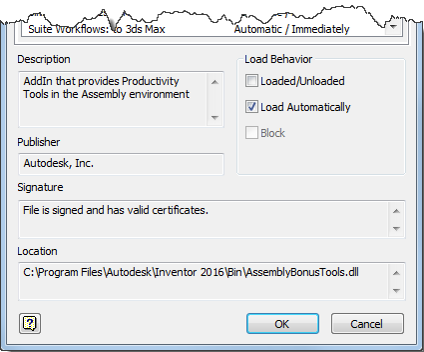 Suite Workflows: to 3ds Max Automatic / Immediately
Description
AddIn that provides Productivity
Tools in the Assembly environment
Load Behavior
Loaded/Unloaded
Load Automatically
Block
Publisher
Autodesk, Inc.
Signature
File is signed and has valid certificates.
Location
C:\Program Files\Autodesk\Inventor 2016\Bin\AssemblyBonusTools.dll
?
OK Cancel